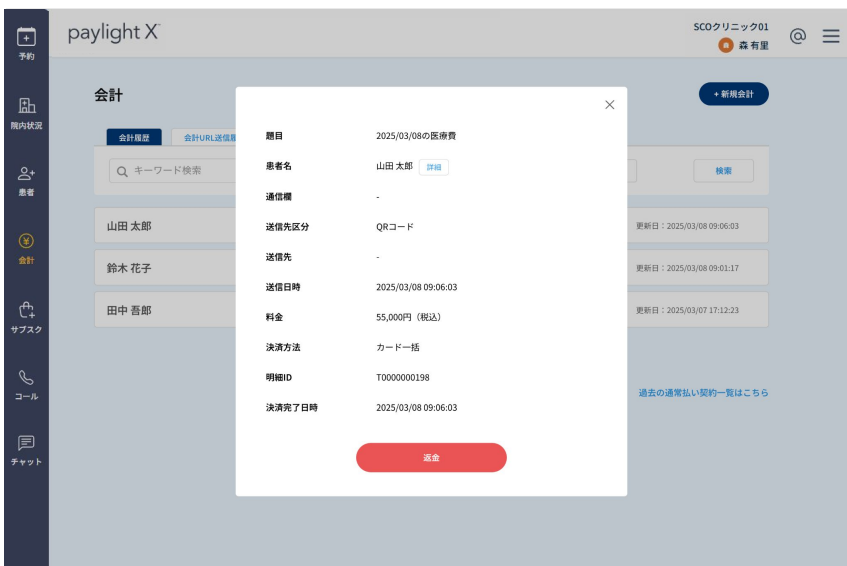 paylight X
SCOクリニック01
森 有里
予約
院内状況
患者
会計
サブスク
コール
チャット
会計
+ 新規会計
会計履歴
会計URL送信履
キーワード検索
検索
山田 太郎
更新日：2025/03/08 09:06:03
鈴木 花子
更新日：2025/03/08 09:01:17
田中 吾郎
更新日：2025/03/07 17:12:23
過去の通常払い契約一覧はこちら
題目 2025/03/08の医療費
患者名 山田 太郎 詳細
通信欄 -
送信先区分 QRコード
送信先 -
送信日時 2025/03/08 09:06:03
料金 55,000円（税込）
決済方法 カード一括
明細ID T0000000198
決済完了日時 2025/03/08 09:06:03
返金